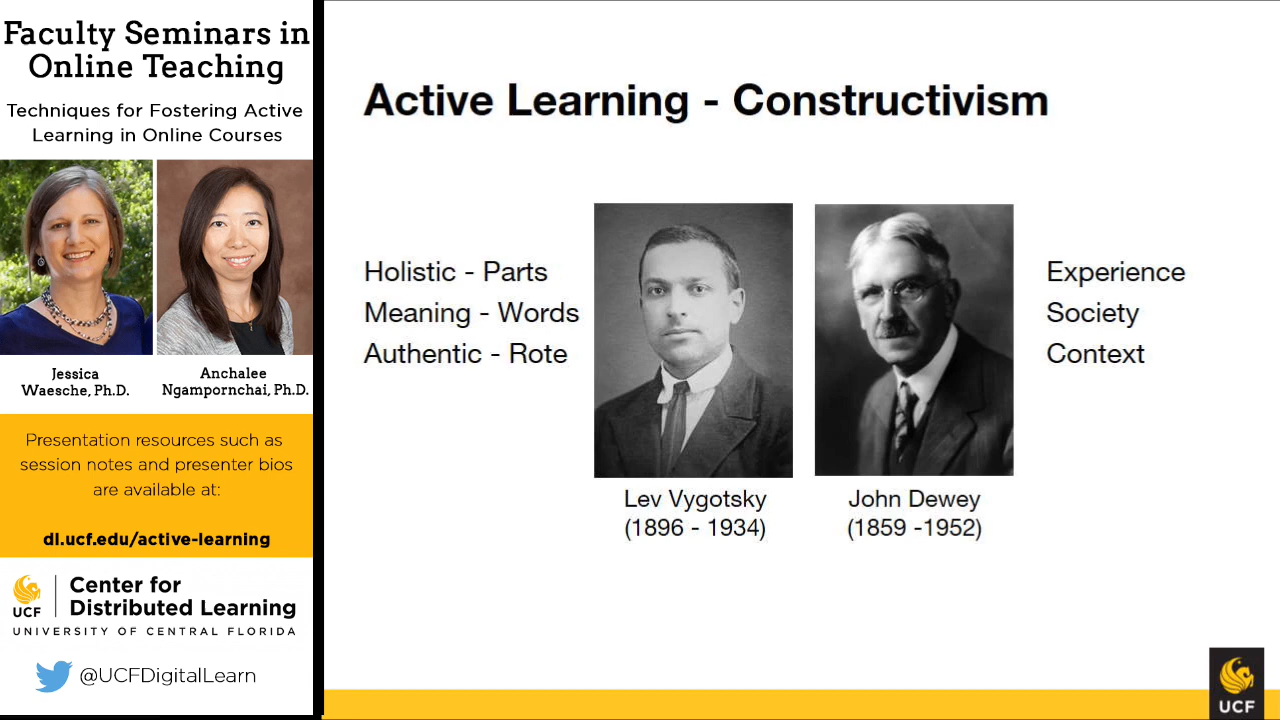 Faculty Seminars in
Online Teaching
Techniques for Fostering Active
Learning in Online Courses
Jessica
Waesche, Ph.D.
Anchalee
Ngampornchai, Ph.D.
Presentation resources such as
session notes and presenter bios
are available at:
dl.ucf.edu/active-learning
UCF
Center for
Distributed Learning
UNIVERSITY OF CENTRAL FLORIDA
@UCFDigitalLearn
Active Learning - Constructivism
Holistic - Parts
Meaning - Words
Authentic - Rote
Lev Vygotsky
(1896 - 1934)
John Dewey
(1859 -1952)
Experience
Society
Context
UCF